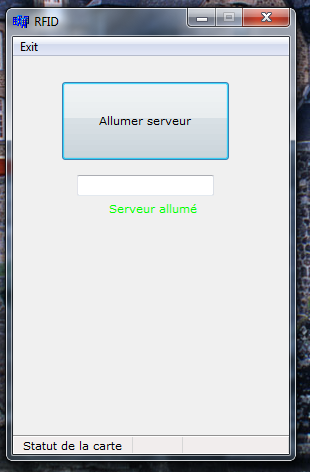 RFID
Exit
Allumer serveur
Serveur allumé
Statut de la carte